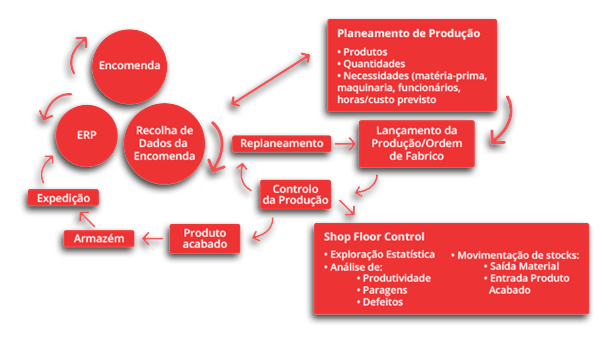 Encomenda
ERP
Recolha de
Dados da
Encomenda
Planeamento de Produção
• Produtos
• Quantidades
• Necessidades (matéria-prima,
maquinaria, funcionários,
horas/custo previsto
Replaneamento
Lançamento da
Produção/Ordem
de Fabrico
Controlo
da Produção
Expedição
Armazém
Produto
acabado
Shop Floor Control
• Exploração Estatística
• Análise de:
• Produtividade
• Paragens
• Defeitos
• Movimentação de stocks:
• Saída Material
• Entrada Produto
Acabado